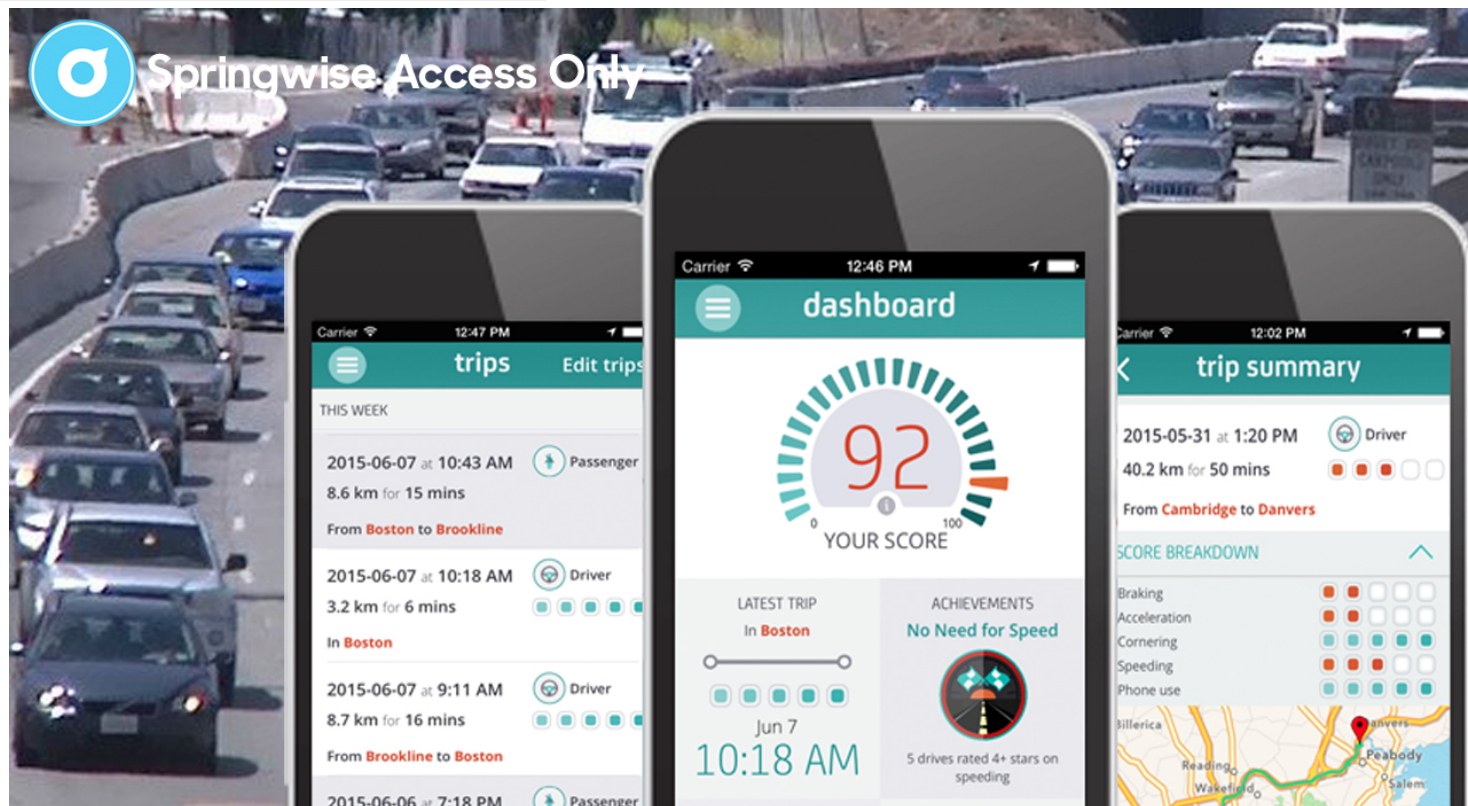 Springwise Access Only
CARPOOLS
ONLY
Carrier
12:47 PM
trips
Edit trips
THIS WEEK
2015-06-07 at 10:43 AM
Passenger
8.6 km for 15 mins
From Boston to Brookline
2015-06-07 at 10:18 AM
Driver
3.2 km for 6 mins
In Boston
2015-06-07 at 9:11 AM
Driver
8.7 km for 16 mins
From Brookline to Boston
2015-06-06 at 7:18 PM
Passenger
Carrier
12:46 PM
dashboard
92
0
100
YOUR SCORE
LATEST TRIP
In Boston
Jun 7
10:18 AM
ACHIEVEMENTS
No Need for Speed
5 drives rated 4+ stars on
speeding
Carrier
12:02 PM
trip summary
2015-05-31 at 1:20 PM
Driver
40.2 km for 50 mins
From Cambridge to Danvers
SCORE BREAKDOWN
Braking
Acceleration
Cornering
Speeding
Phone use
Billerica
Danvers
Peabody
Reading
Salem
Wakefield